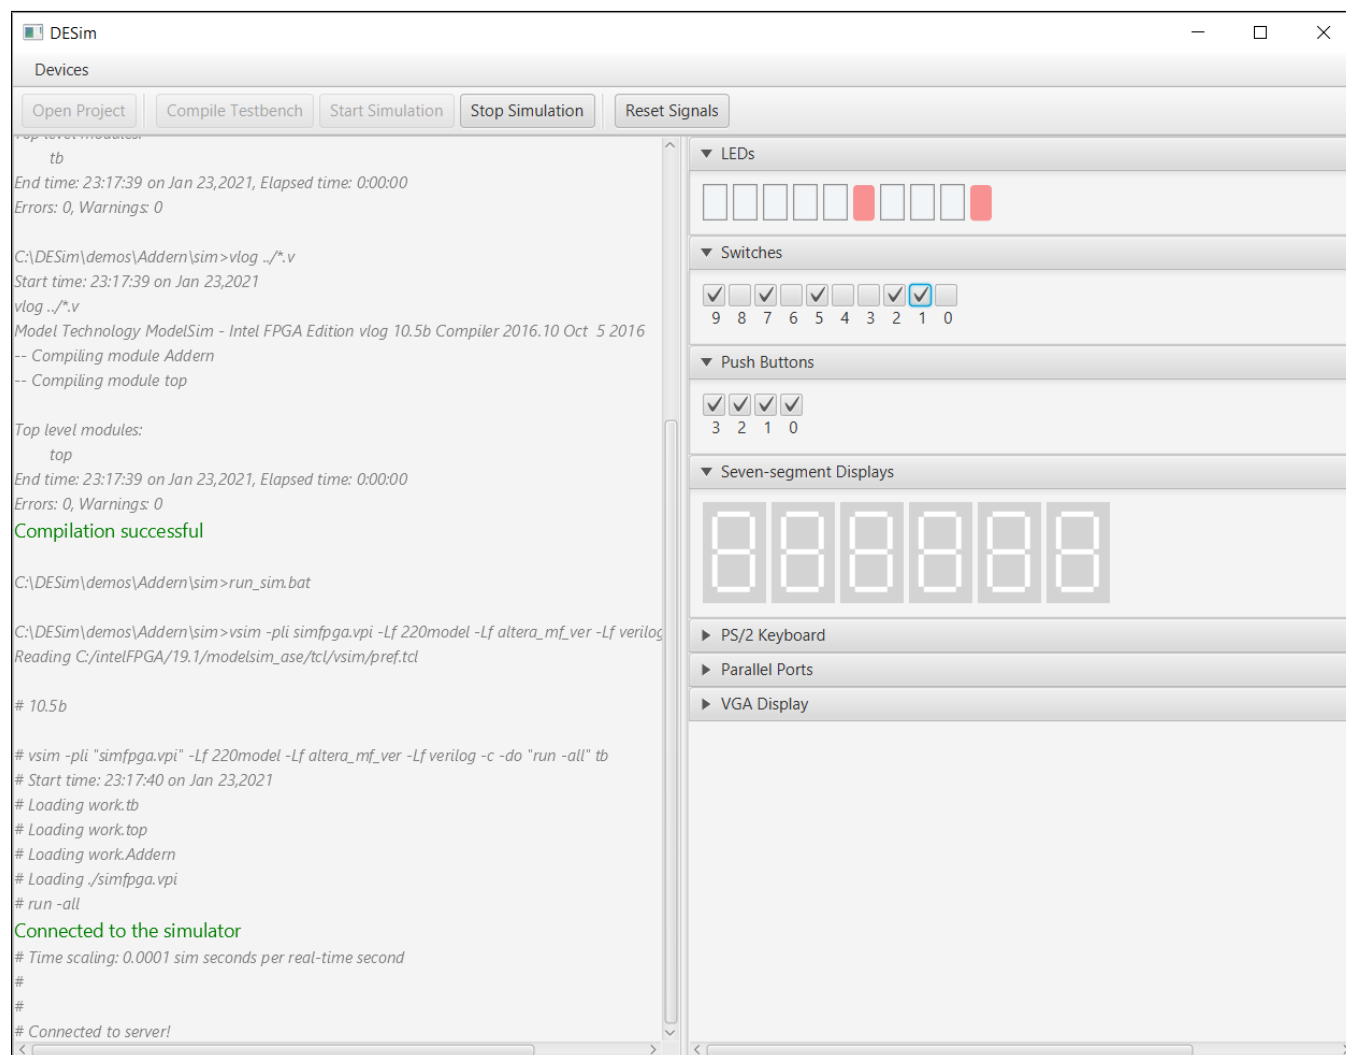 DESim
Devices
Open Project
Compile Testbench
Start Simulation
Stop Simulation
Reset Signals
Top level modules:
tb
End time: 23:17:39 on Jan 23,2021, Elapsed time: 0:00:00
Errors: 0, Warnings: 0
C:\DESim\demos\Addern\sim>vlog ../*.v
Start time: 23:17:39 on Jan 23,2021
vlog ../*.v
Model Technology ModelSim - Intel FPGA Edition vlog 10.5b Compiler 2016.10 Oct  5 2016
-- Compiling module Addern
-- Compiling module top
Top level modules:
top
End time: 23:17:39 on Jan 23,2021, Elapsed time: 0:00:00
Errors: 0, Warnings: 0
Compilation successful
C:\DESim\demos\Addern\sim>run_sim.bat
C:\DESim\demos\Addern\sim>vsim -pli simfpga.vpi -Lf 220model -Lf altera_mf_ver -Lf verilog
Reading C:/intelFPGA/19.1/modelsim_ase/tcl/vsim/pref.tcl
# 10.5b
# vsim -pli "simfpga.vpi" -Lf 220model -Lf altera_mf_ver -Lf verilog -c -do "run -all" tb
# Start time: 23:17:40 on Jan 23,2021
# Loading work.tb
# Loading work.top
# Loading work.Addern
# Loading ./simfpga.vpi
# run -all
Connected to the simulator
# Time scaling: 0.0001 sim seconds per real-time second
#
#
# Connected to server!
LEDs
Switches
9 8 7 6 5 4 3 2 1 0
Push Buttons
3 2 1 0
Seven-segment Displays
PS/2 Keyboard
Parallel Ports
VGA Display